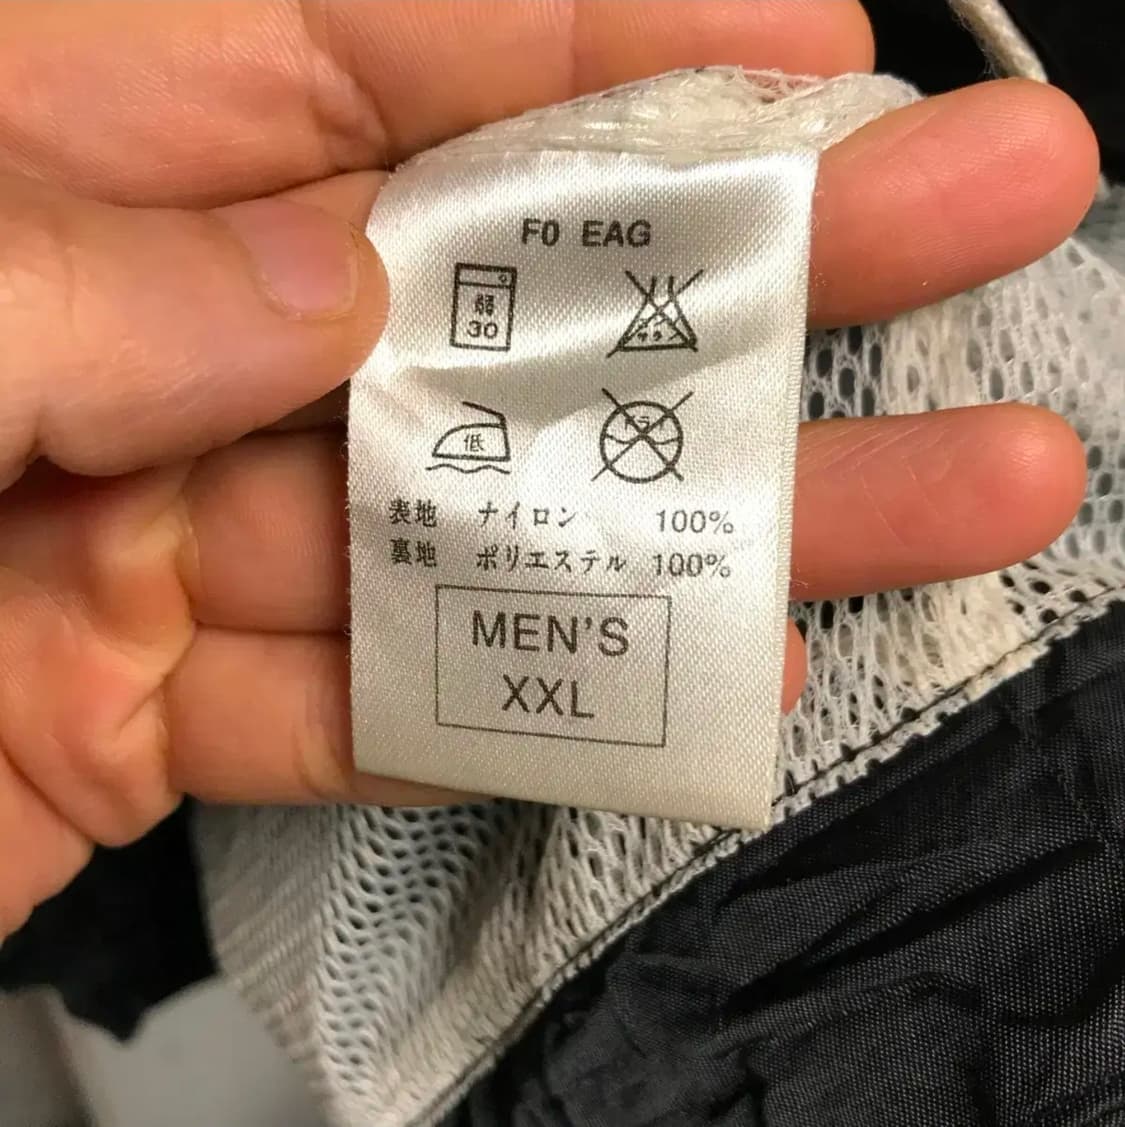 F0 EAG
弱
30
低
表地 ナイロン 100%
裏地 ポリエステル 100%
MEN'S
XXL